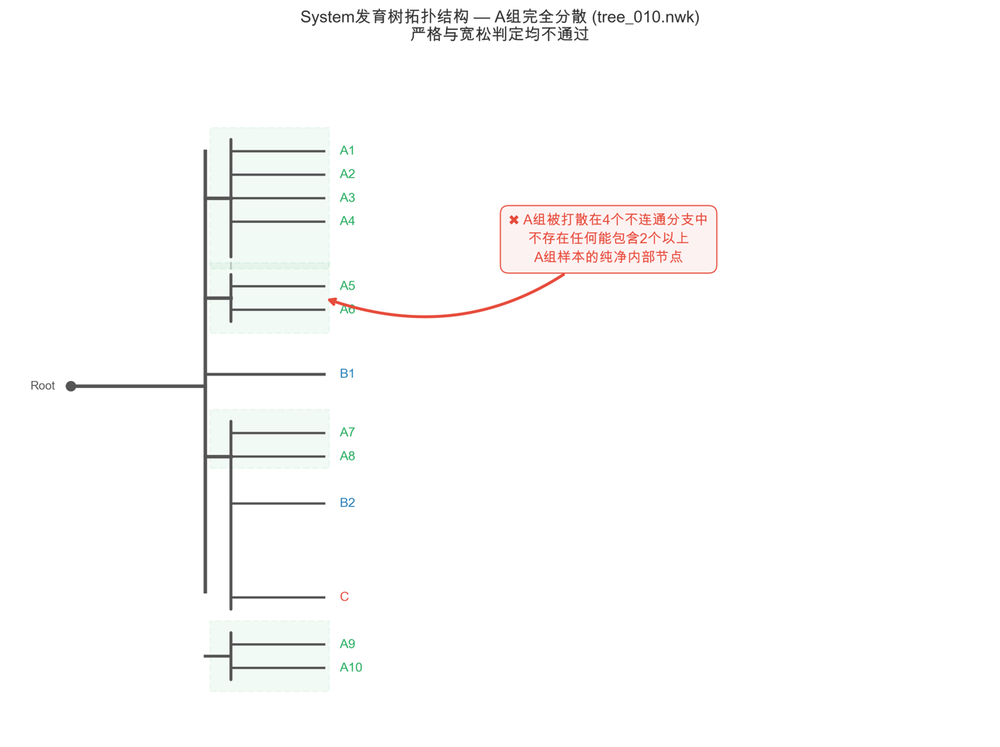 System发育树拓扑结构 — A组完全分散 (tree_010.nwk)
严格与宽松判定均不通过
A1
A2
A3
A4
✖ A组被打散在4个不连通分支中
不存在任何能包含2个以上
A组样本的纯净内部节点
A5
A6
B1
Root
A7
A8
B2
C
A9
A10